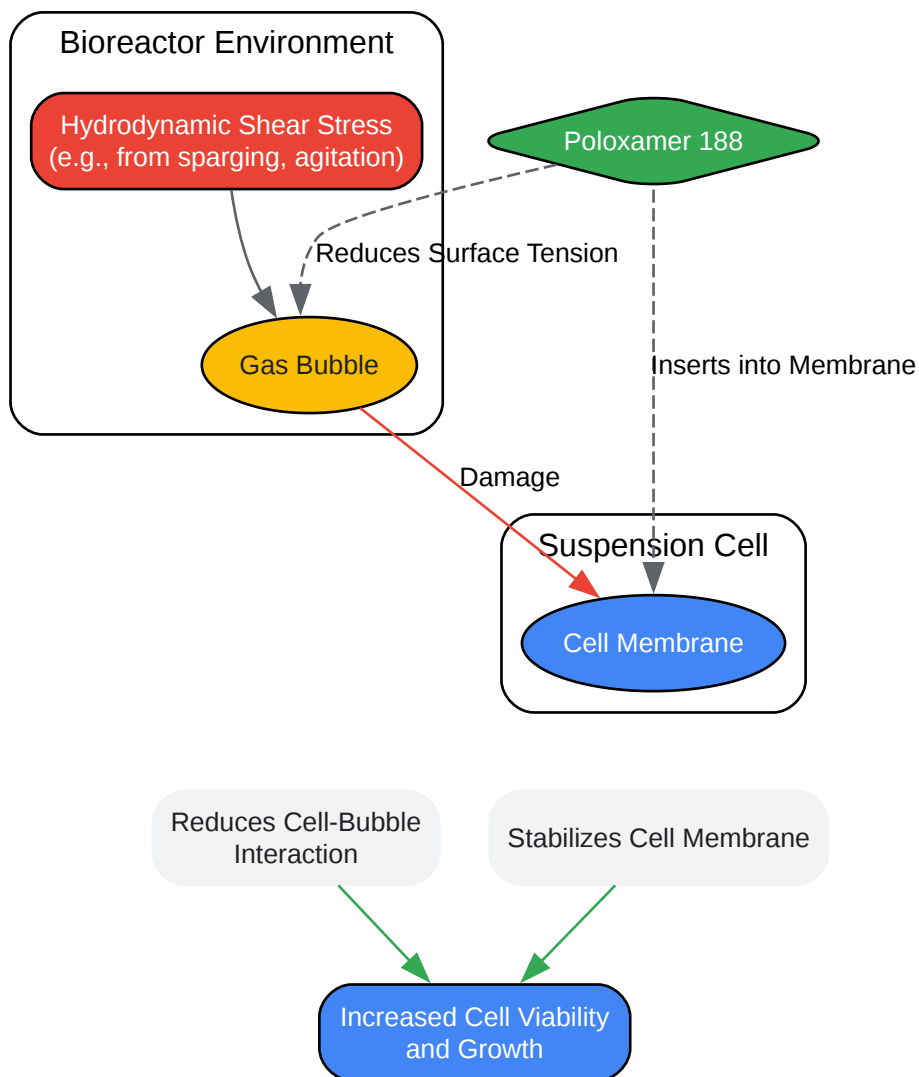 Bioreactor Environment
Hydrodynamic Shear Stress
(e.g., from sparging, agitation)
Poloxamer 188
Reduces Surface Tension
Gas Bubble
Inserts into Membrane
Damage
Suspension Cell
Cell Membrane
Reduces Cell-Bubble
Interaction
Stabilizes Cell Membrane
Increased Cell Viability
and Growth